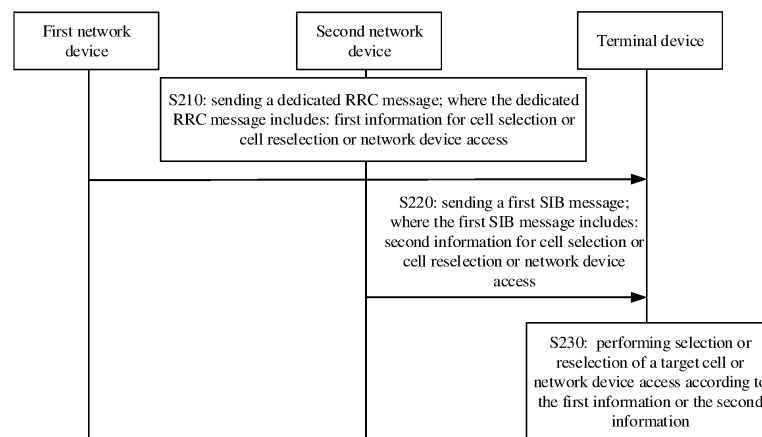 First network
device
Second network
device
Terminal device
S210: sending a dedicated RRC message; where the dedicated
RRC message includes: first information for cell selection or
cell reselection or network device access
S220: sending a first SIB message;
where the first SIB message includes:
second information for cell selection or
cell reselection or network device
access
S230: performing selection or
reselection of a target cell or
network device access according to
the first information or the second
information